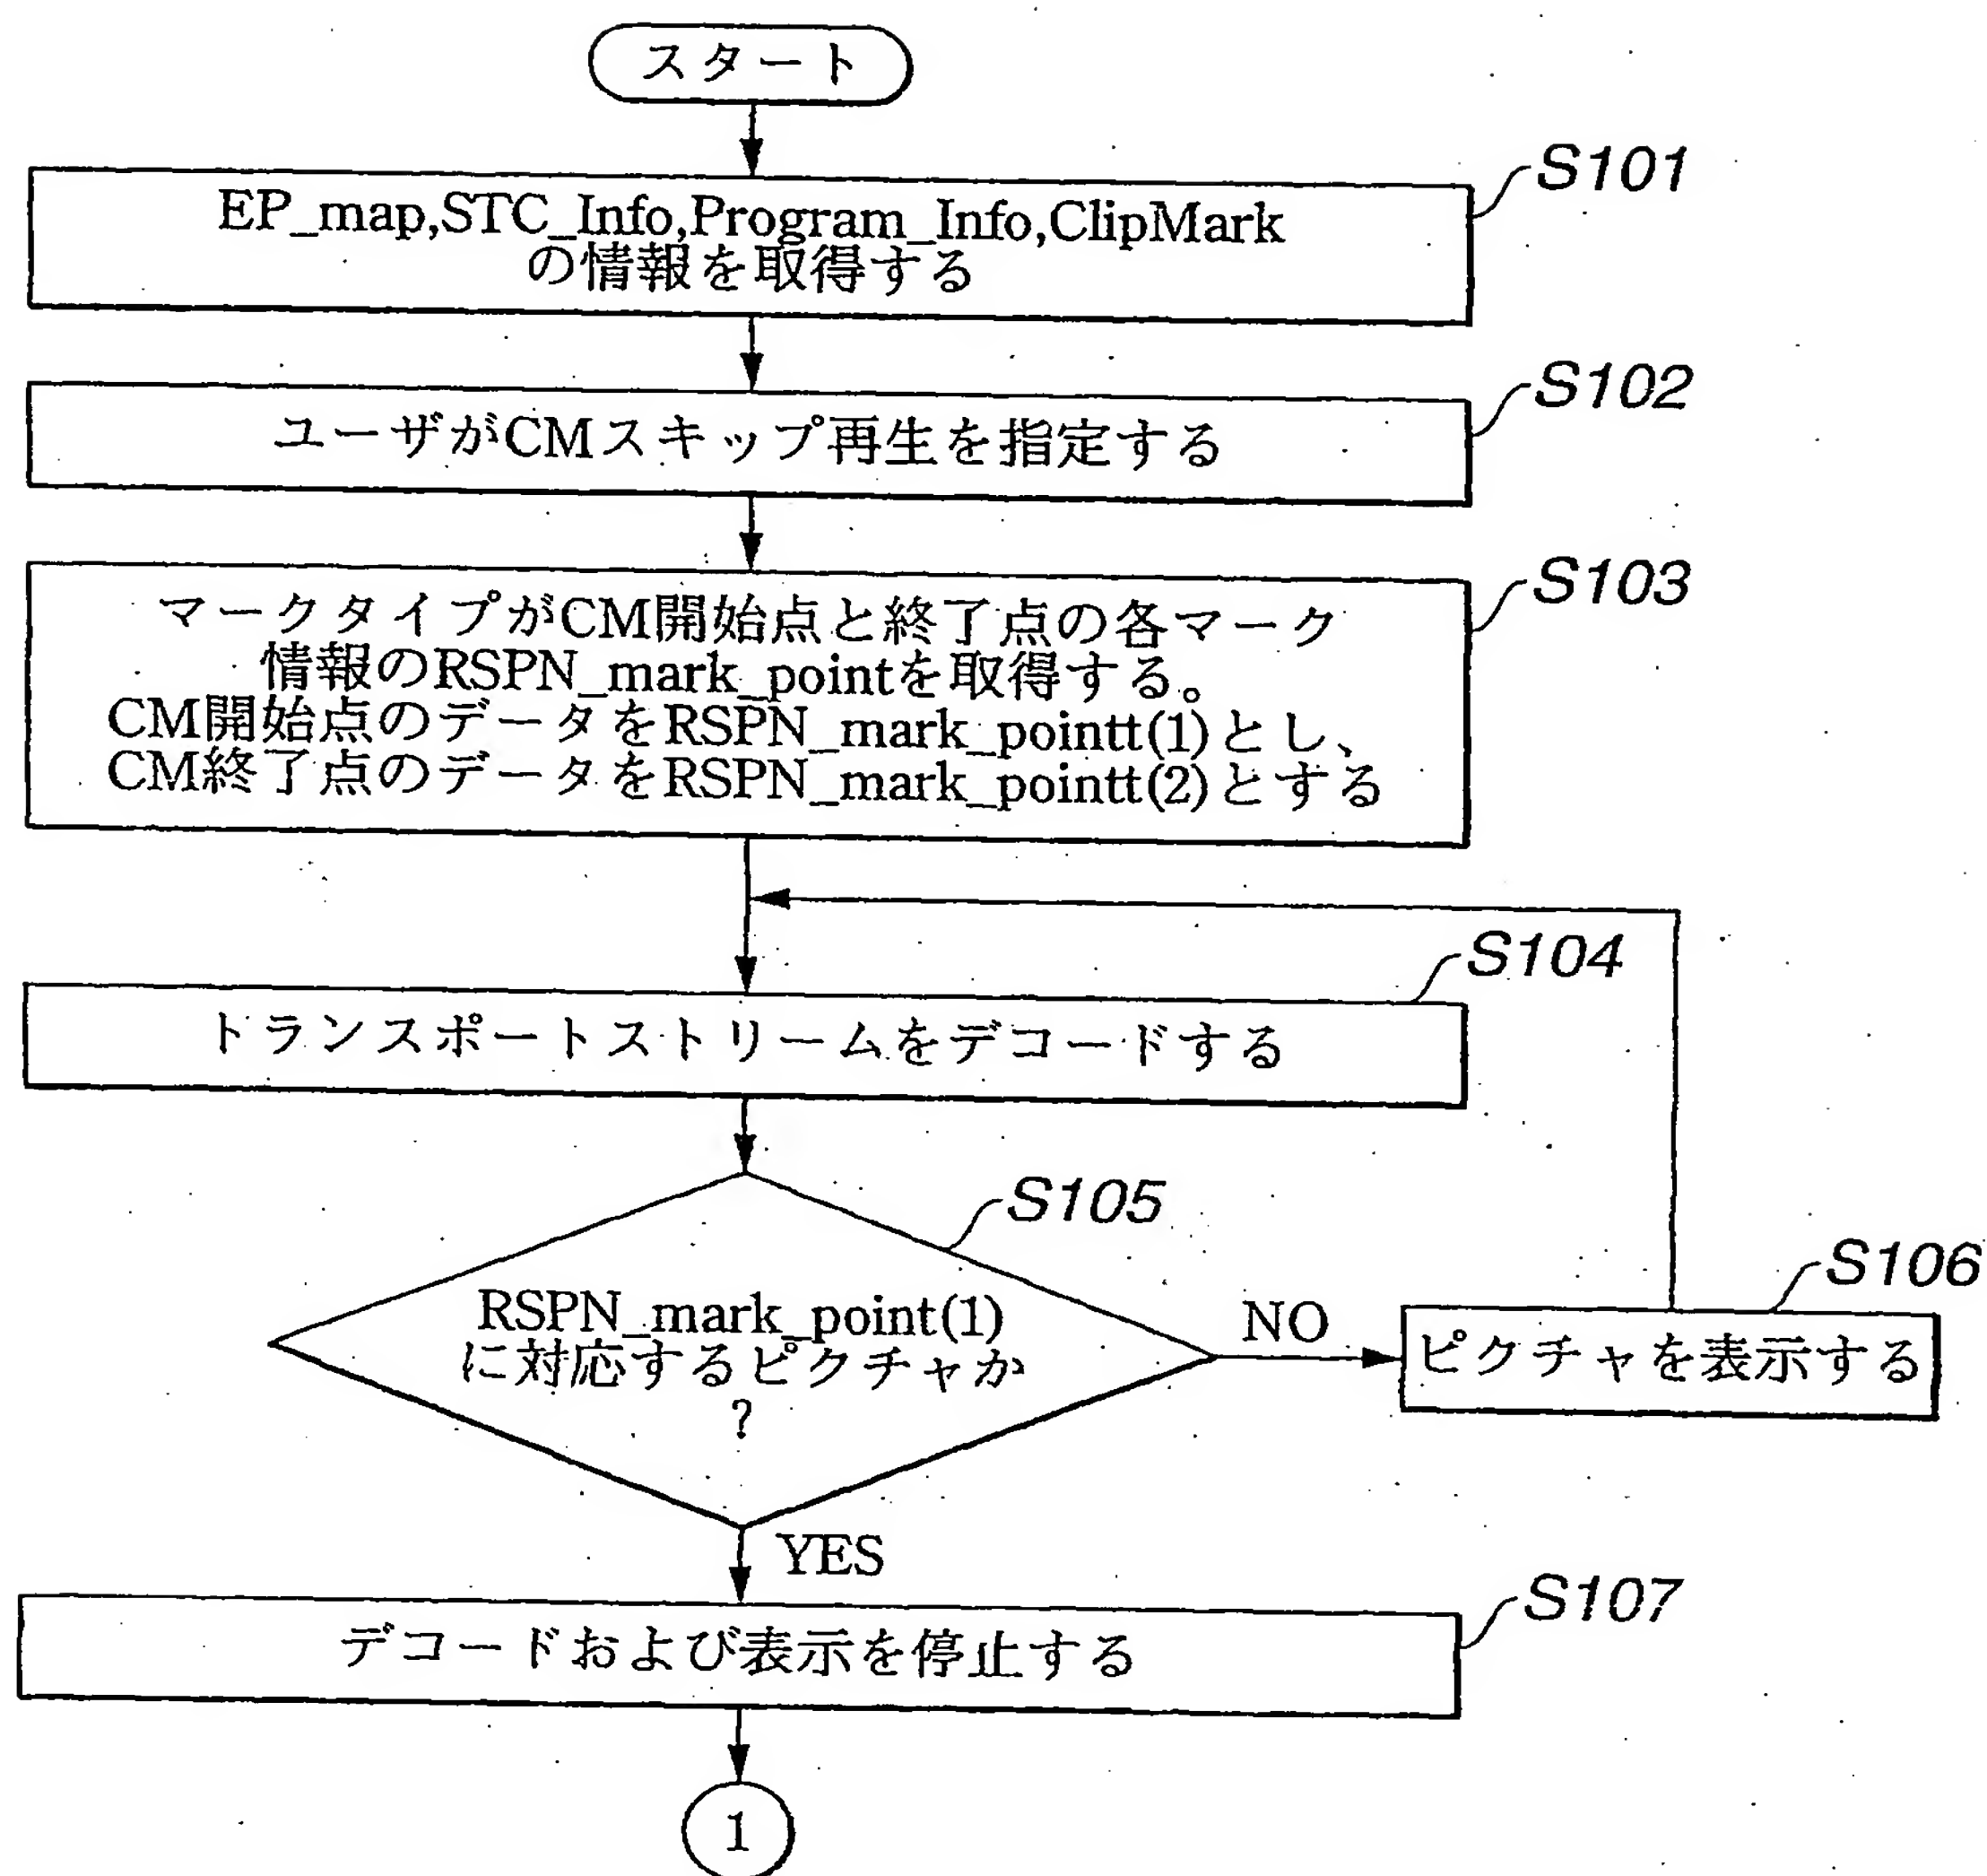 スタート
S101
EP_map,STC_Info,Program_Info,ClipMark
の情報を取得する
S102
ユーザがCMスキップ再生を指定する
S103
マークタイプがCM開始点と終了点の各マーク
情報のRSPN_mark_pointを取得する。
CM開始点のデータをRSPN_mark_pointt(1)とし、
CM終了点のデータをRSPN_mark_pointt(2)とする
S104
トランスポートストリームをデコードする
S105
RSPN_mark_point(1)
に対応するピクチャか
?
NO
S106
ピクチャを表示する
YES
S107
デコードおよび表示を停止する
1